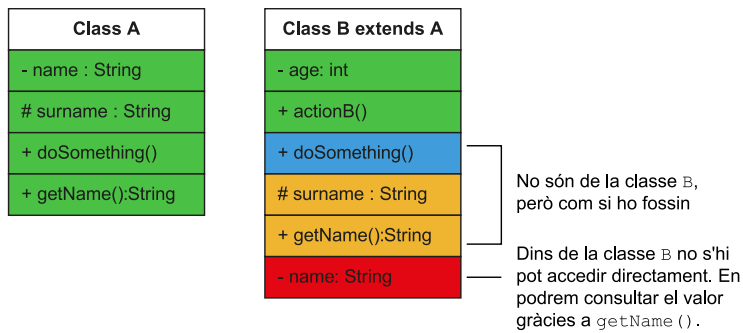 Class A
- name : String
# surname : String
+ doSomething()
+ getName():String
Class B extends A
- age: int
+ actionB()
+ doSomething()
# surname : String
+ getName():String
- name: String
No són de la classe B,
però com si ho fossin
Dins de la classe B no s'hi
pot accedir directament. En
podrem consultar el valor
gràcies a getName().